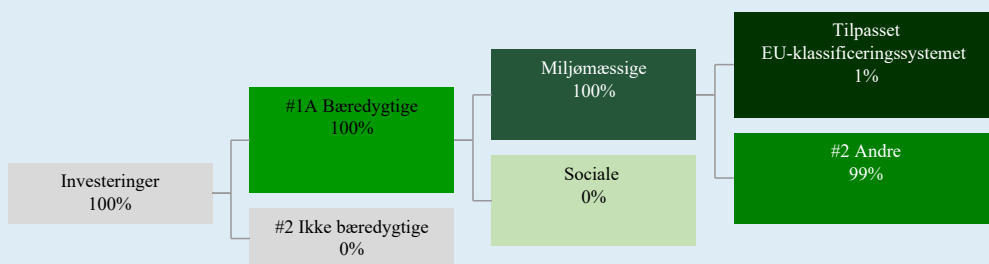 Investeringer
100%
#1A Bæredygtige
100%
#2 Ikke bæredygtige
0%
Miljømæssige
100%
Sociale
0%
Tilpasset
EU-klassificeringssystemet
1%
#2 Andre
99%